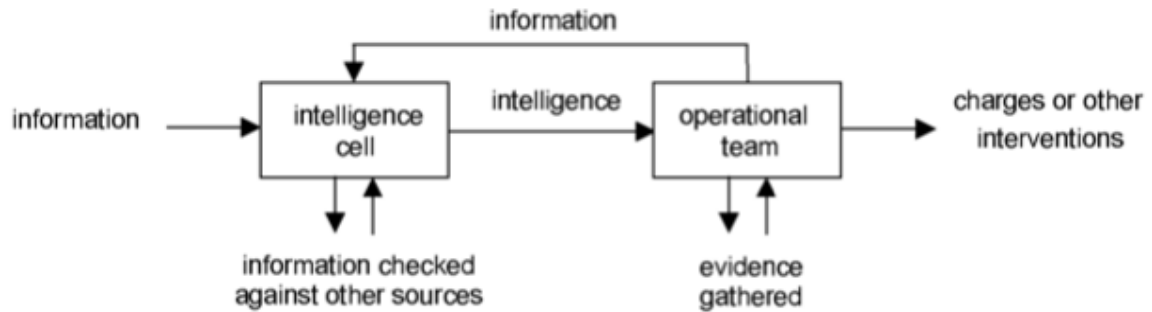 information
information
intelligence
cell
intelligence
operational
team
charges or other
interventions
information checked
against other sources
evidence
gathered